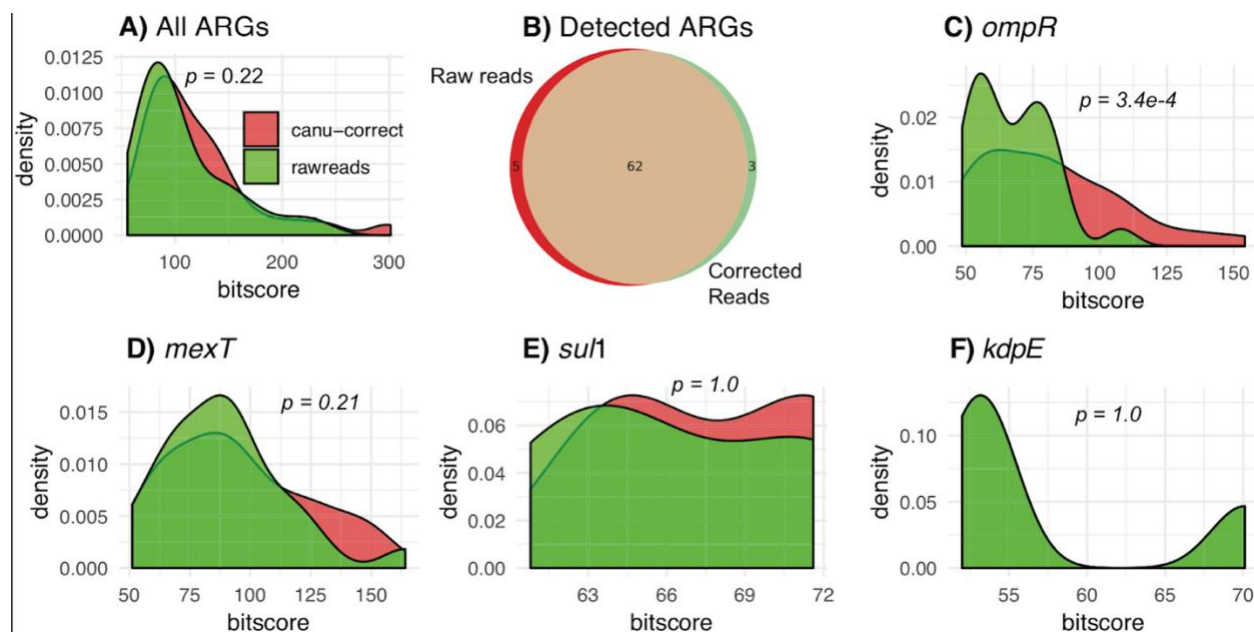 A) All ARGs
density
0.0125
0.0100
0.0075
0.0050
0.0025
0.0000
p = 0.22
canu-correct
rawreads
100
200
300
bitscore
B) Detected ARGs
Raw reads
5
62
3
Corrected
Reads
C) ompR
density
0.02
0.01
0.00
p = 3.4e-4
50
75
100
125
150
bitscore
D) mexT
density
0.015
0.010
0.005
0.000
p = 0.21
50
75
100
125
150
bitscore
E) sul1
density
0.06
0.04
0.02
0.00
p = 1.0
63
66
69
72
bitscore
F) kdpE
density
0.10
0.05
0.00
p = 1.0
55
60
65
70
bitscore